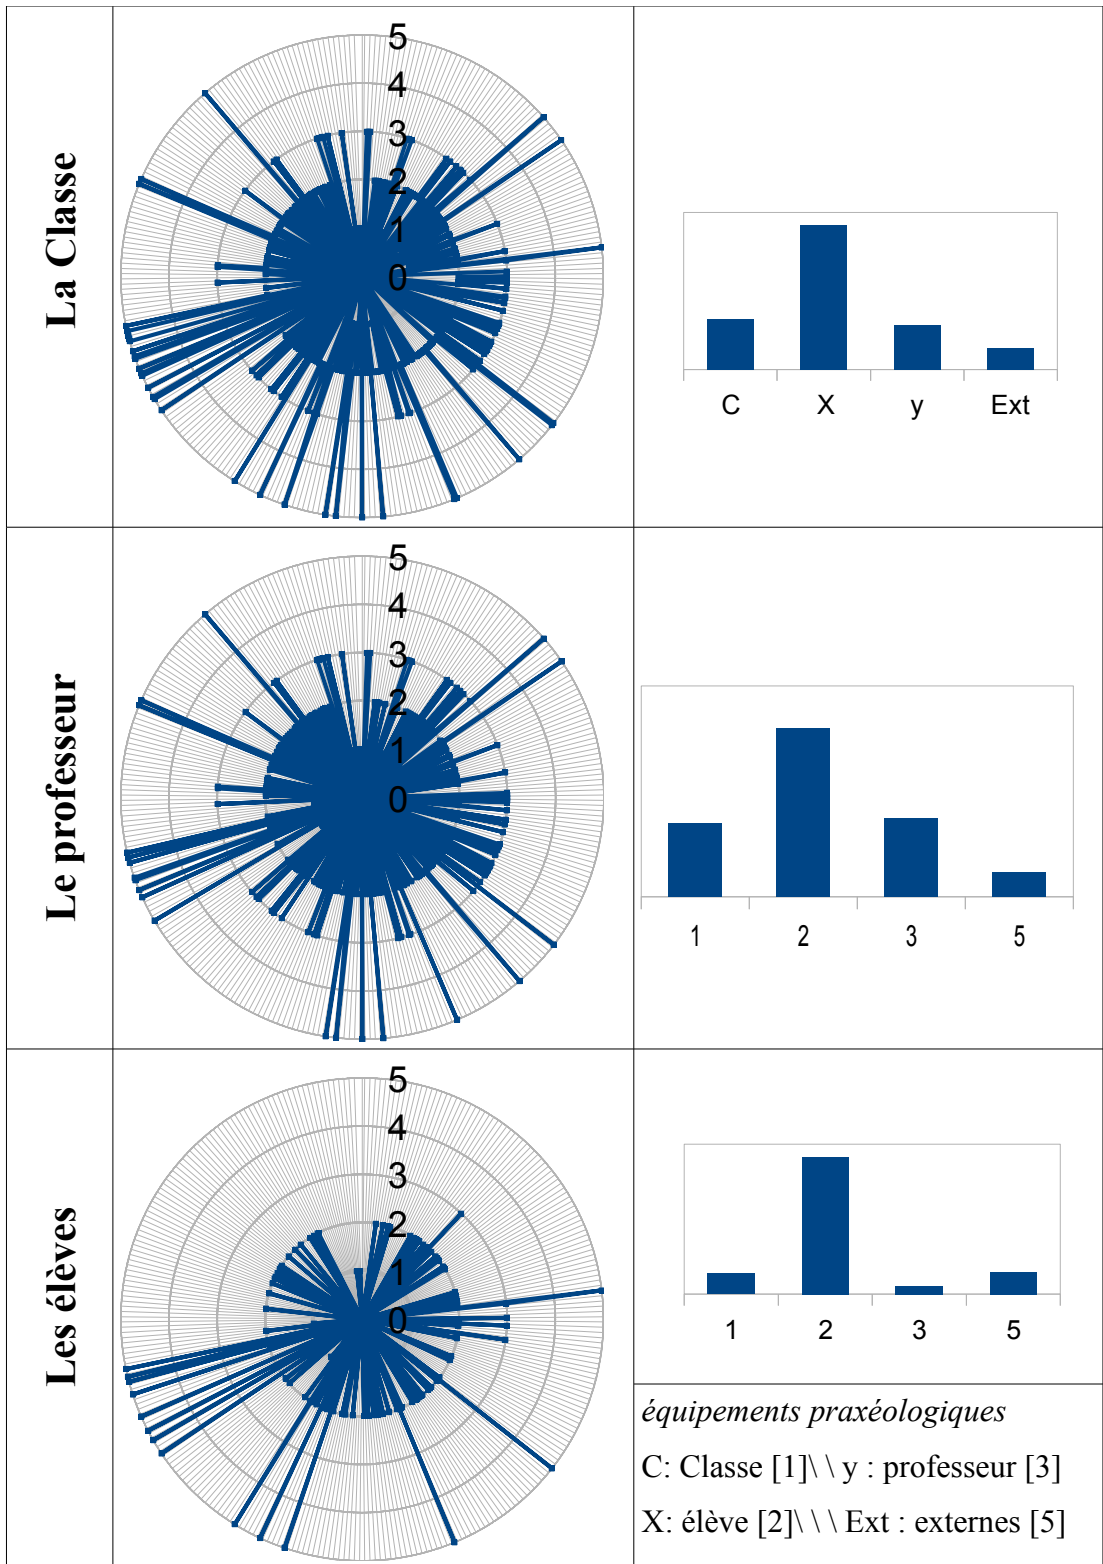 La Classe
5
4
3
2
1
0
C X y Ext
Le professeur
5
4
3
2
1
0
1 2 3 5
Les élèves
5
4
3
2
1
0
1 2 3 5
équipements praxéologiques
C: Classe [1]\ \ y : professeur [3]
X: élève [2]\ \ \ Ext : externes [5]